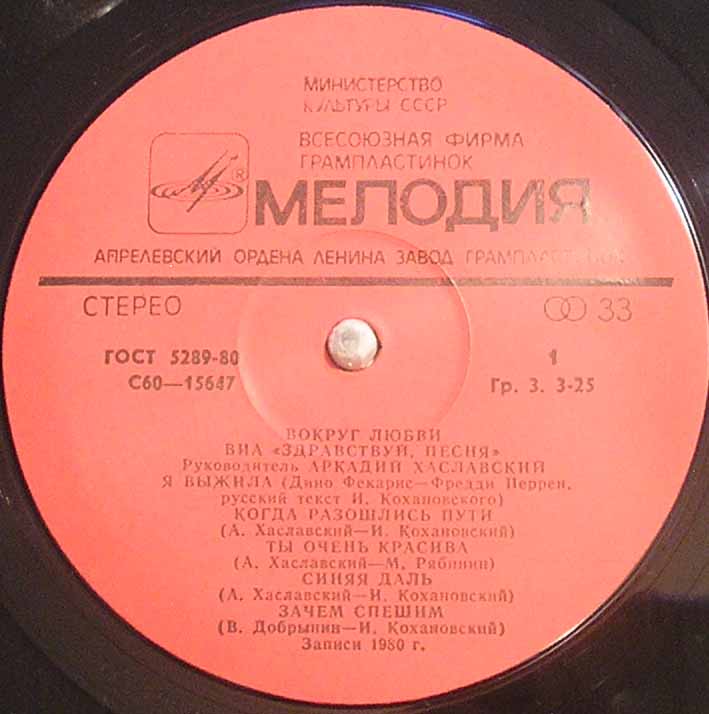 МИНИСТЕРСТВО
КУЛЬТУРЫ СССР
ВСЕСОЮЗНАЯ ФИРМА
ГРАМПЛАСТИНОК
® МЕЛОДИЯ
АПРЕЛЕВСКИЙ ОРДЕНА ЛЕНИНА ЗАВОД ГРАМПЛАСТИНОК
СТЕРЕО 33
ГОСТ 5289-80 1
С60—15647 Гр. 3. 3-25
ВОКРУГ ЛЮБВИ
ВИА «ЗДРАВСТВУЙ, ПЕСНЯ»
Руководитель АРКАДИЙ ХАСЛАВСКИЙ
Я ВЫЖИЛА (Дино Фекарис—Фредди Перрен,
русский текст И. Кохановского)
КОГДА РАЗОШЛИСЬ ПУТИ
(А. Хаславский—И. Кохановский)
ТЫ ОЧЕНЬ КРАСИВА
(А. Хаславский—М. Рябинин)
СИНЯЯ ДАЛЬ
(А. Хаславский—И. Кохановский)
ЗАЧЕМ СПЕШИМ
(В. Добрынин—И. Кохановский)
Записи 1980 г.